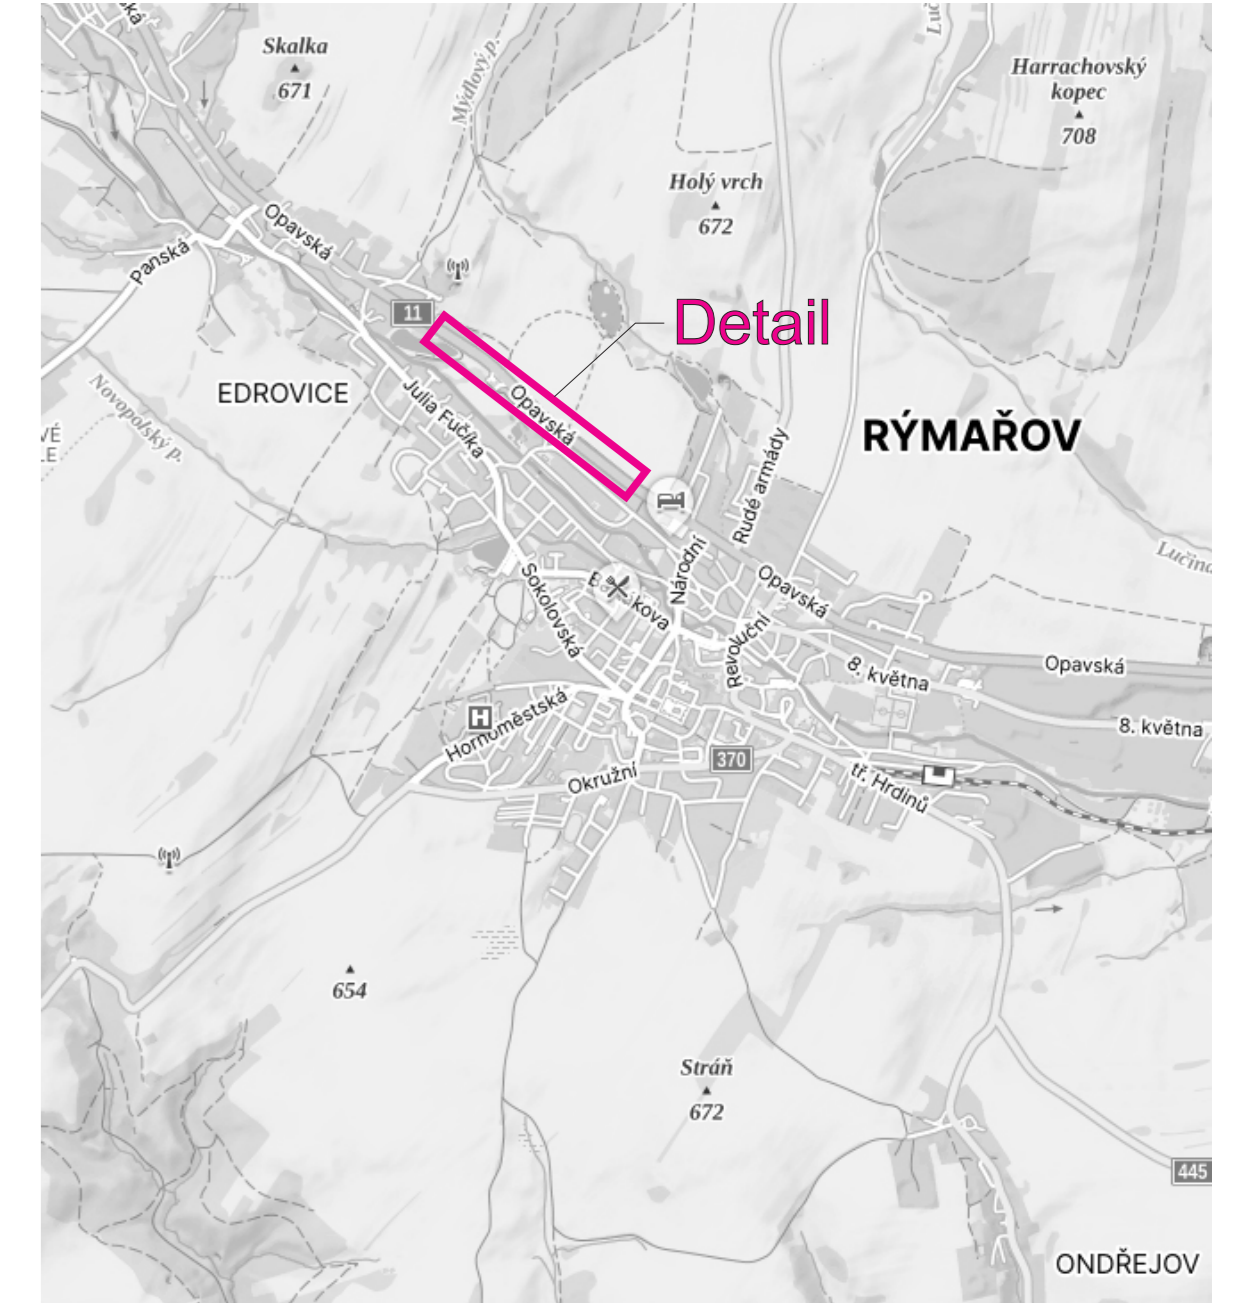 Skalka
671
Mýdlový p.
Harrachovský
kopec
708
Holý vrch
672
Opavská
Panská
11
Detail
EDROVICE
Julia Fučíka
Opavská
Novopolský p.
RÝMAŘOV
Rudé armády
Národní
Opavská
Sokolovská
Revoluční
8. května
Opavská
8. května
H
Hornoměstská
370
Okružní
tř. Hrdinů
654
Stráň
672
445
ONDŘEJOV